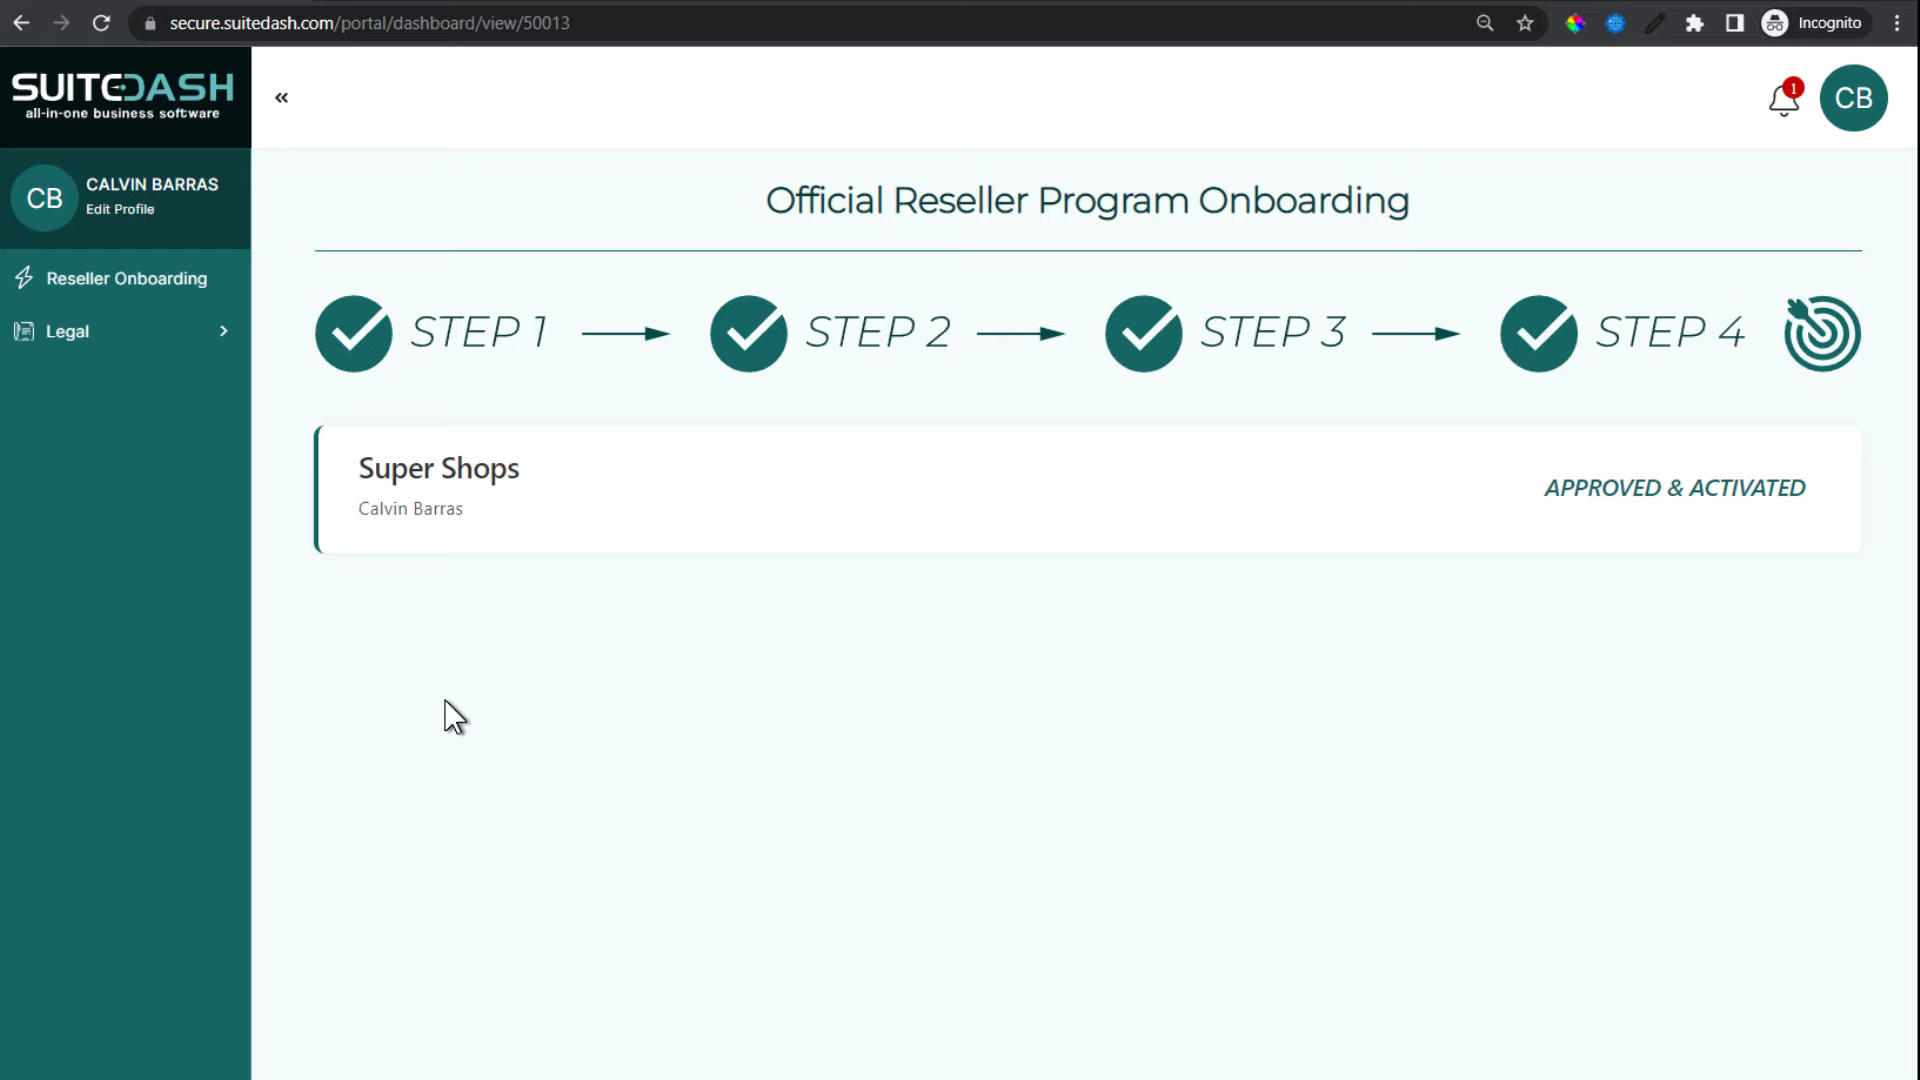 secure.suitedash.com/portal/dashboard/view/50013
Incognito
SUITEDASH
all-in-one business software
«
1
CB
CB
CALVIN BARRAS
Edit Profile
Reseller Onboarding
Legal
Official Reseller Program Onboarding
STEP 1
STEP 2
STEP 3
STEP 4
Super Shops
Calvin Barras
APPROVED & ACTIVATED